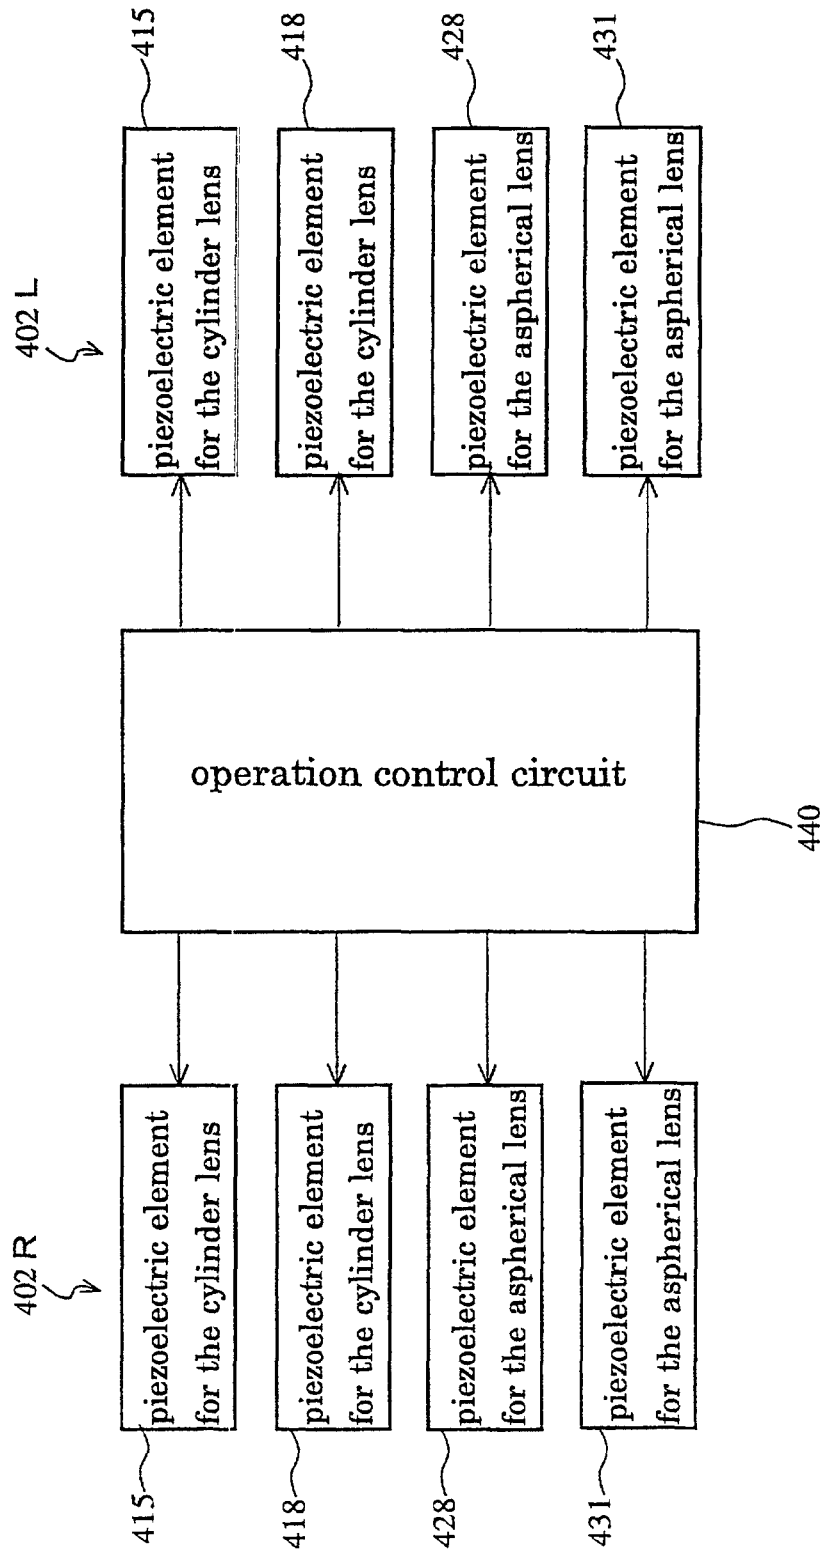 402 R
402 L
415
piezoelectric element
for the cylinder lens
418
piezoelectric element
for the cylinder lens
428
piezoelectric element
for the aspherical lens
431
piezoelectric element
for the aspherical lens
operation control circuit
440
piezoelectric element
for the cylinder lens
415
piezoelectric element
for the cylinder lens
418
piezoelectric element
for the aspherical lens
428
piezoelectric element
for the aspherical lens
431